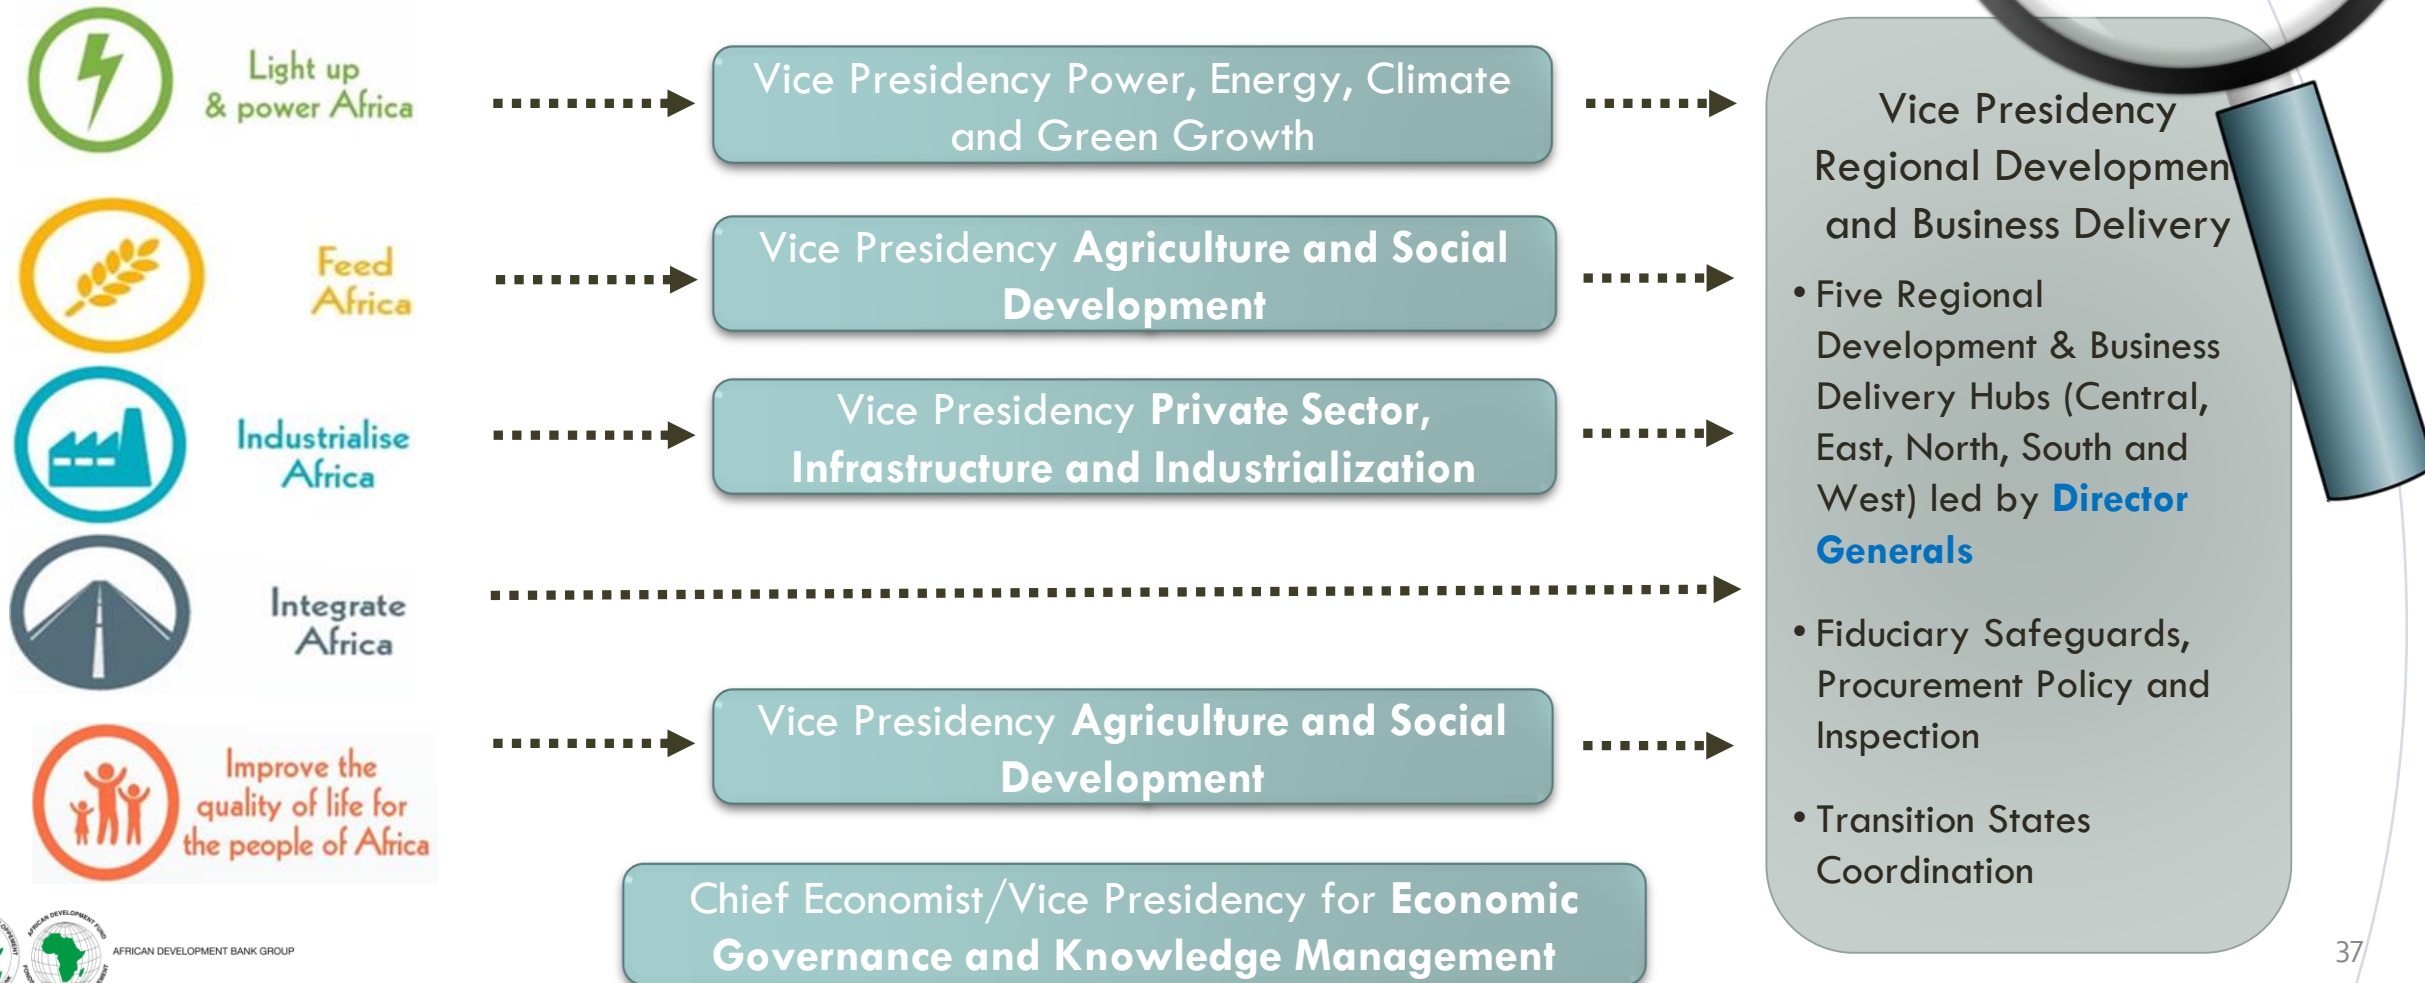 Light up
& power Africa
Vice Presidency Power, Energy, Climate
and Green Growth
Feed
Africa
Vice Presidency Agriculture and Social
Development
Industrialise
Africa
Vice Presidency Private Sector,
Infrastructure and Industrialization
Integrate
Africa
Improve the
quality of life for
the people of Africa
Vice Presidency Agriculture and Social
Development
Chief Economist/Vice Presidency for Economic
Governance and Knowledge Management
Vice Presidency
Regional Developmen
and Business Delivery
• Five Regional
Development & Business
Delivery Hubs (Central,
East, North, South and
West) led by Director
Generals
• Fiduciary Safeguards,
Procurement Policy and
Inspection
• Transition States
Coordination
AFRICAN DEVELOPMENT FUND
AFRICAN DEVELOPMENT BANK GROUP
37